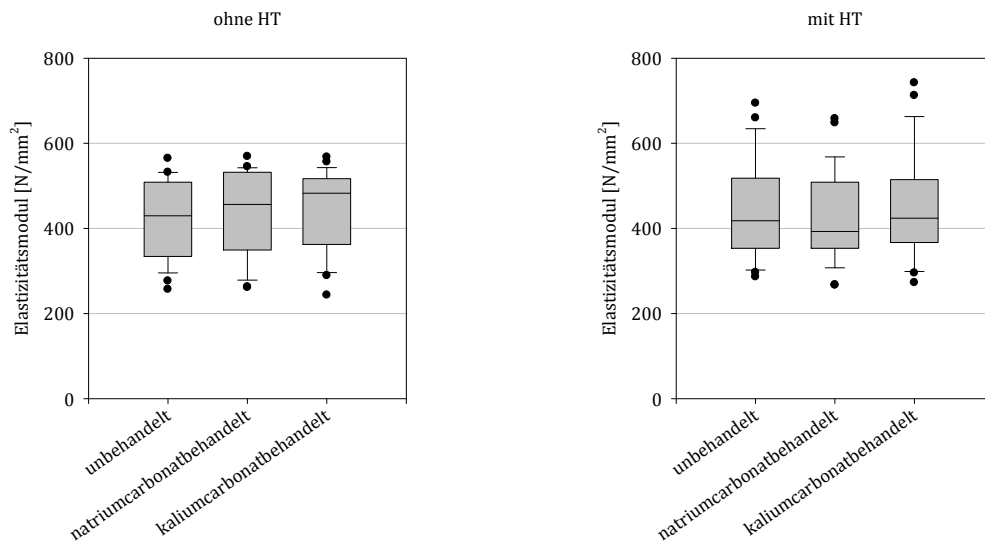 ohne HT
800
600
400
200
0
Elastizitätsmodul [N/mm²]
unbehandelt
natriumcarbonatbehandelt
kaliumcarbonatbehandelt
mit HT
800
600
400
200
0
Elastizitätsmodul [N/mm²]
unbehandelt
natriumcarbonatbehandelt
kaliumcarbonatbehandelt